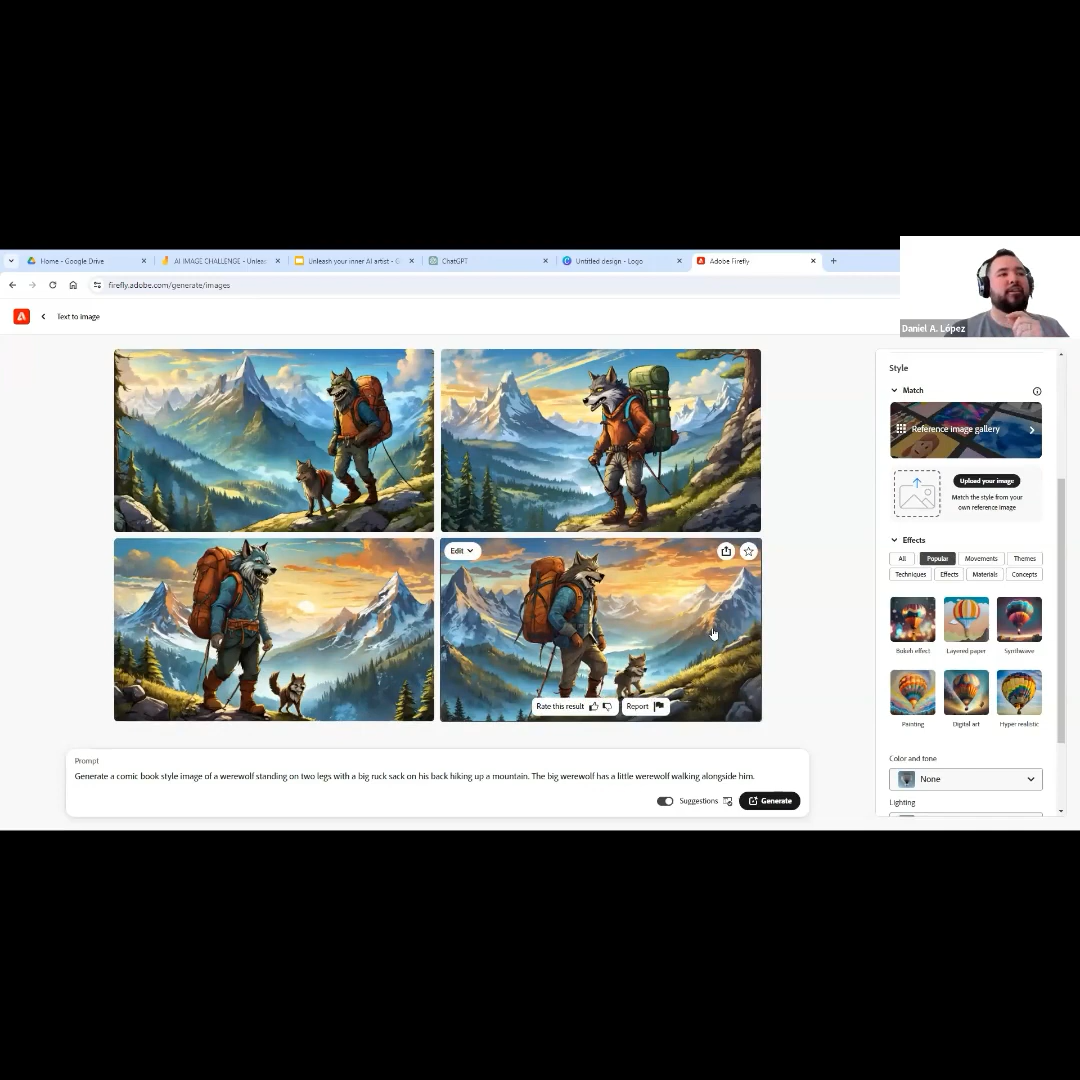 Home - Google Drive
AI IMAGE CHALLENGE - Unleas
Unleash your inner AI artist - G
ChatGPT
Untitled design - Logo
Adobe Firefly
firefly.adobe.com/generate/images
Daniel A. López
Text to image
Style
Match
Reference image gallery
Upload your image
Match the style from your
own reference image
Effects
All Popular Movements Themes
Techniques Effects Materials Concepts
Bokeh effect Layered paper Synthwave
Painting Digital art Hyper realistic
Color and tone
None
Lighting
Edit
Rate this result
Report
Prompt
Generate a comic book style image of a werewolf standing on two legs with a big ruck sack on his back hiking up a mountain. The big werewolf has a little werewolf walking alongside him.
Suggestions
Generate